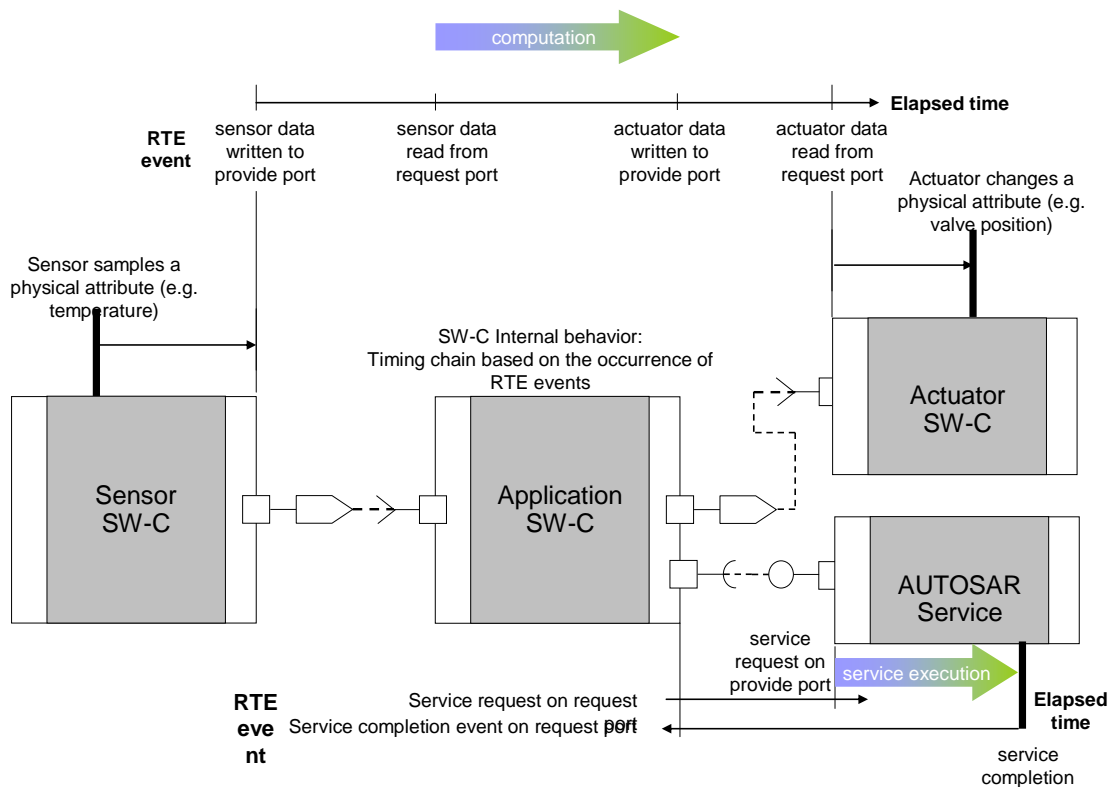 computation
Elapsed time
RTE
event
sensor data
written to
provide port
sensor data
read from
request port
actuator data
written to
provide port
actuator data
read from
request port
Actuator changes a
physical attribute (e.g.
valve position)
Sensor samples a
physical attribute (e.g.
temperature)
SW-C Internal behavior:
Timing chain based on the occurrence of
RTE events
Sensor
SW-C
Application
SW-C
Actuator
SW-C
AUTOSAR
Service
service
request on
provide port
service execution
RTE
eve
nt
Service request on request
port
Service completion event on request port
Elapsed
time
service
completion